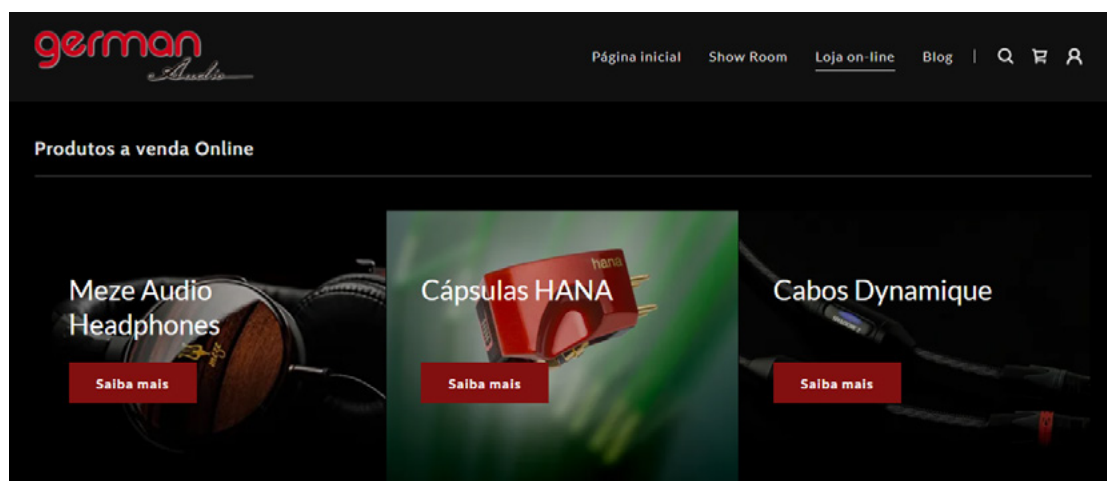 german
Audio
Página inicial Show Room Loja on-line Blog |
Produtos a venda Online
Meze Audio
Headphones
Saiba mais
hana
Cápsulas HANA
Saiba mais
Cabos Dynamique
Saiba mais